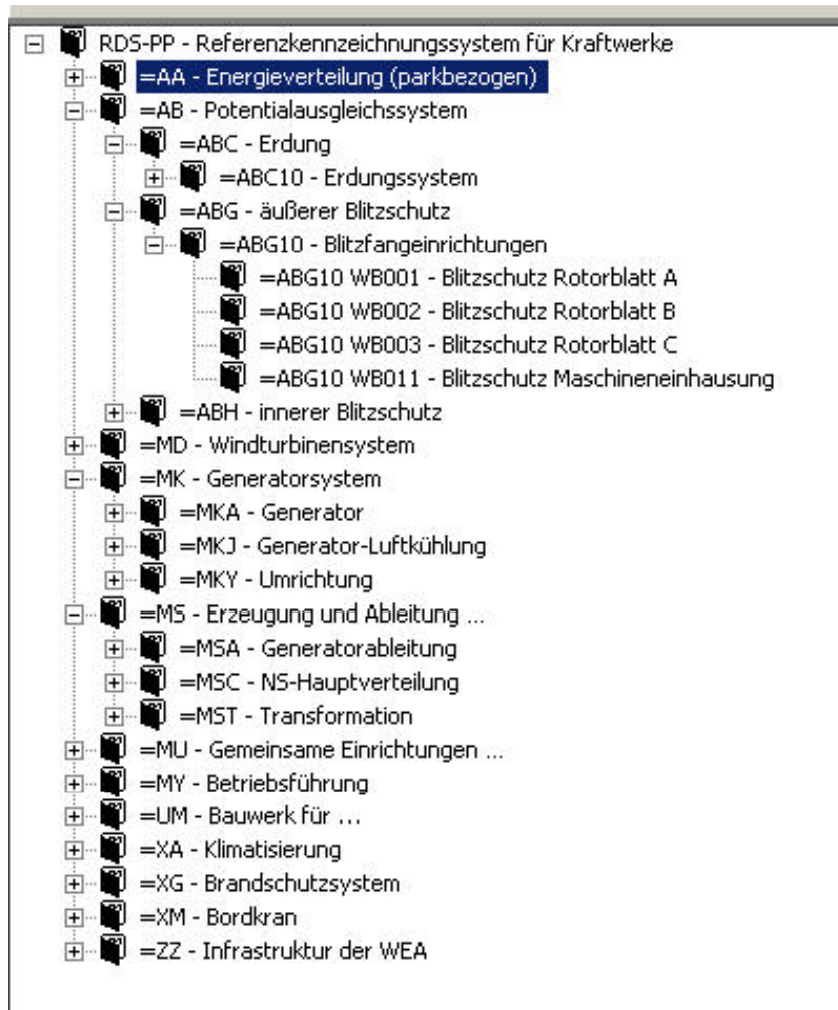 RDS-PP - Referenzkennzeichnungssystem für Kraftwerke
=AA - Energieverteilung (parkbezogen)
=AB - Potentialausgleichssystem
=ABC - Erdung
=ABC10 - Erdungssystem
=ABG - äußerer Blitzschutz
=ABG10 - Blitzfangeinrichtungen
=ABG10 WB001 - Blitzschutz Rotorblatt A
=ABG10 WB002 - Blitzschutz Rotorblatt B
=ABG10 WB003 - Blitzschutz Rotorblatt C
=ABG10 WB011 - Blitzschutz Maschineneinhausung
=ABH - innerer Blitzschutz
=MD - Windturbinensystem
=MK - Generatorsystem
=MKA - Generator
=MKJ - Generator-Luftkühlung
=MKY - Umrichtung
=MS - Erzeugung und Ableitung ...
=MSA - Generatorableitung
=MSC - NS-Hauptverteilung
=MST - Transformation
=MU - Gemeinsame Einrichtungen ...
=MY - Betriebsführung
=UM - Bauwerk für ...
=XA - Klimatisierung
=XG - Brandschutzsystem
=XM - Bordkran
=ZZ - Infrastruktur der WEA